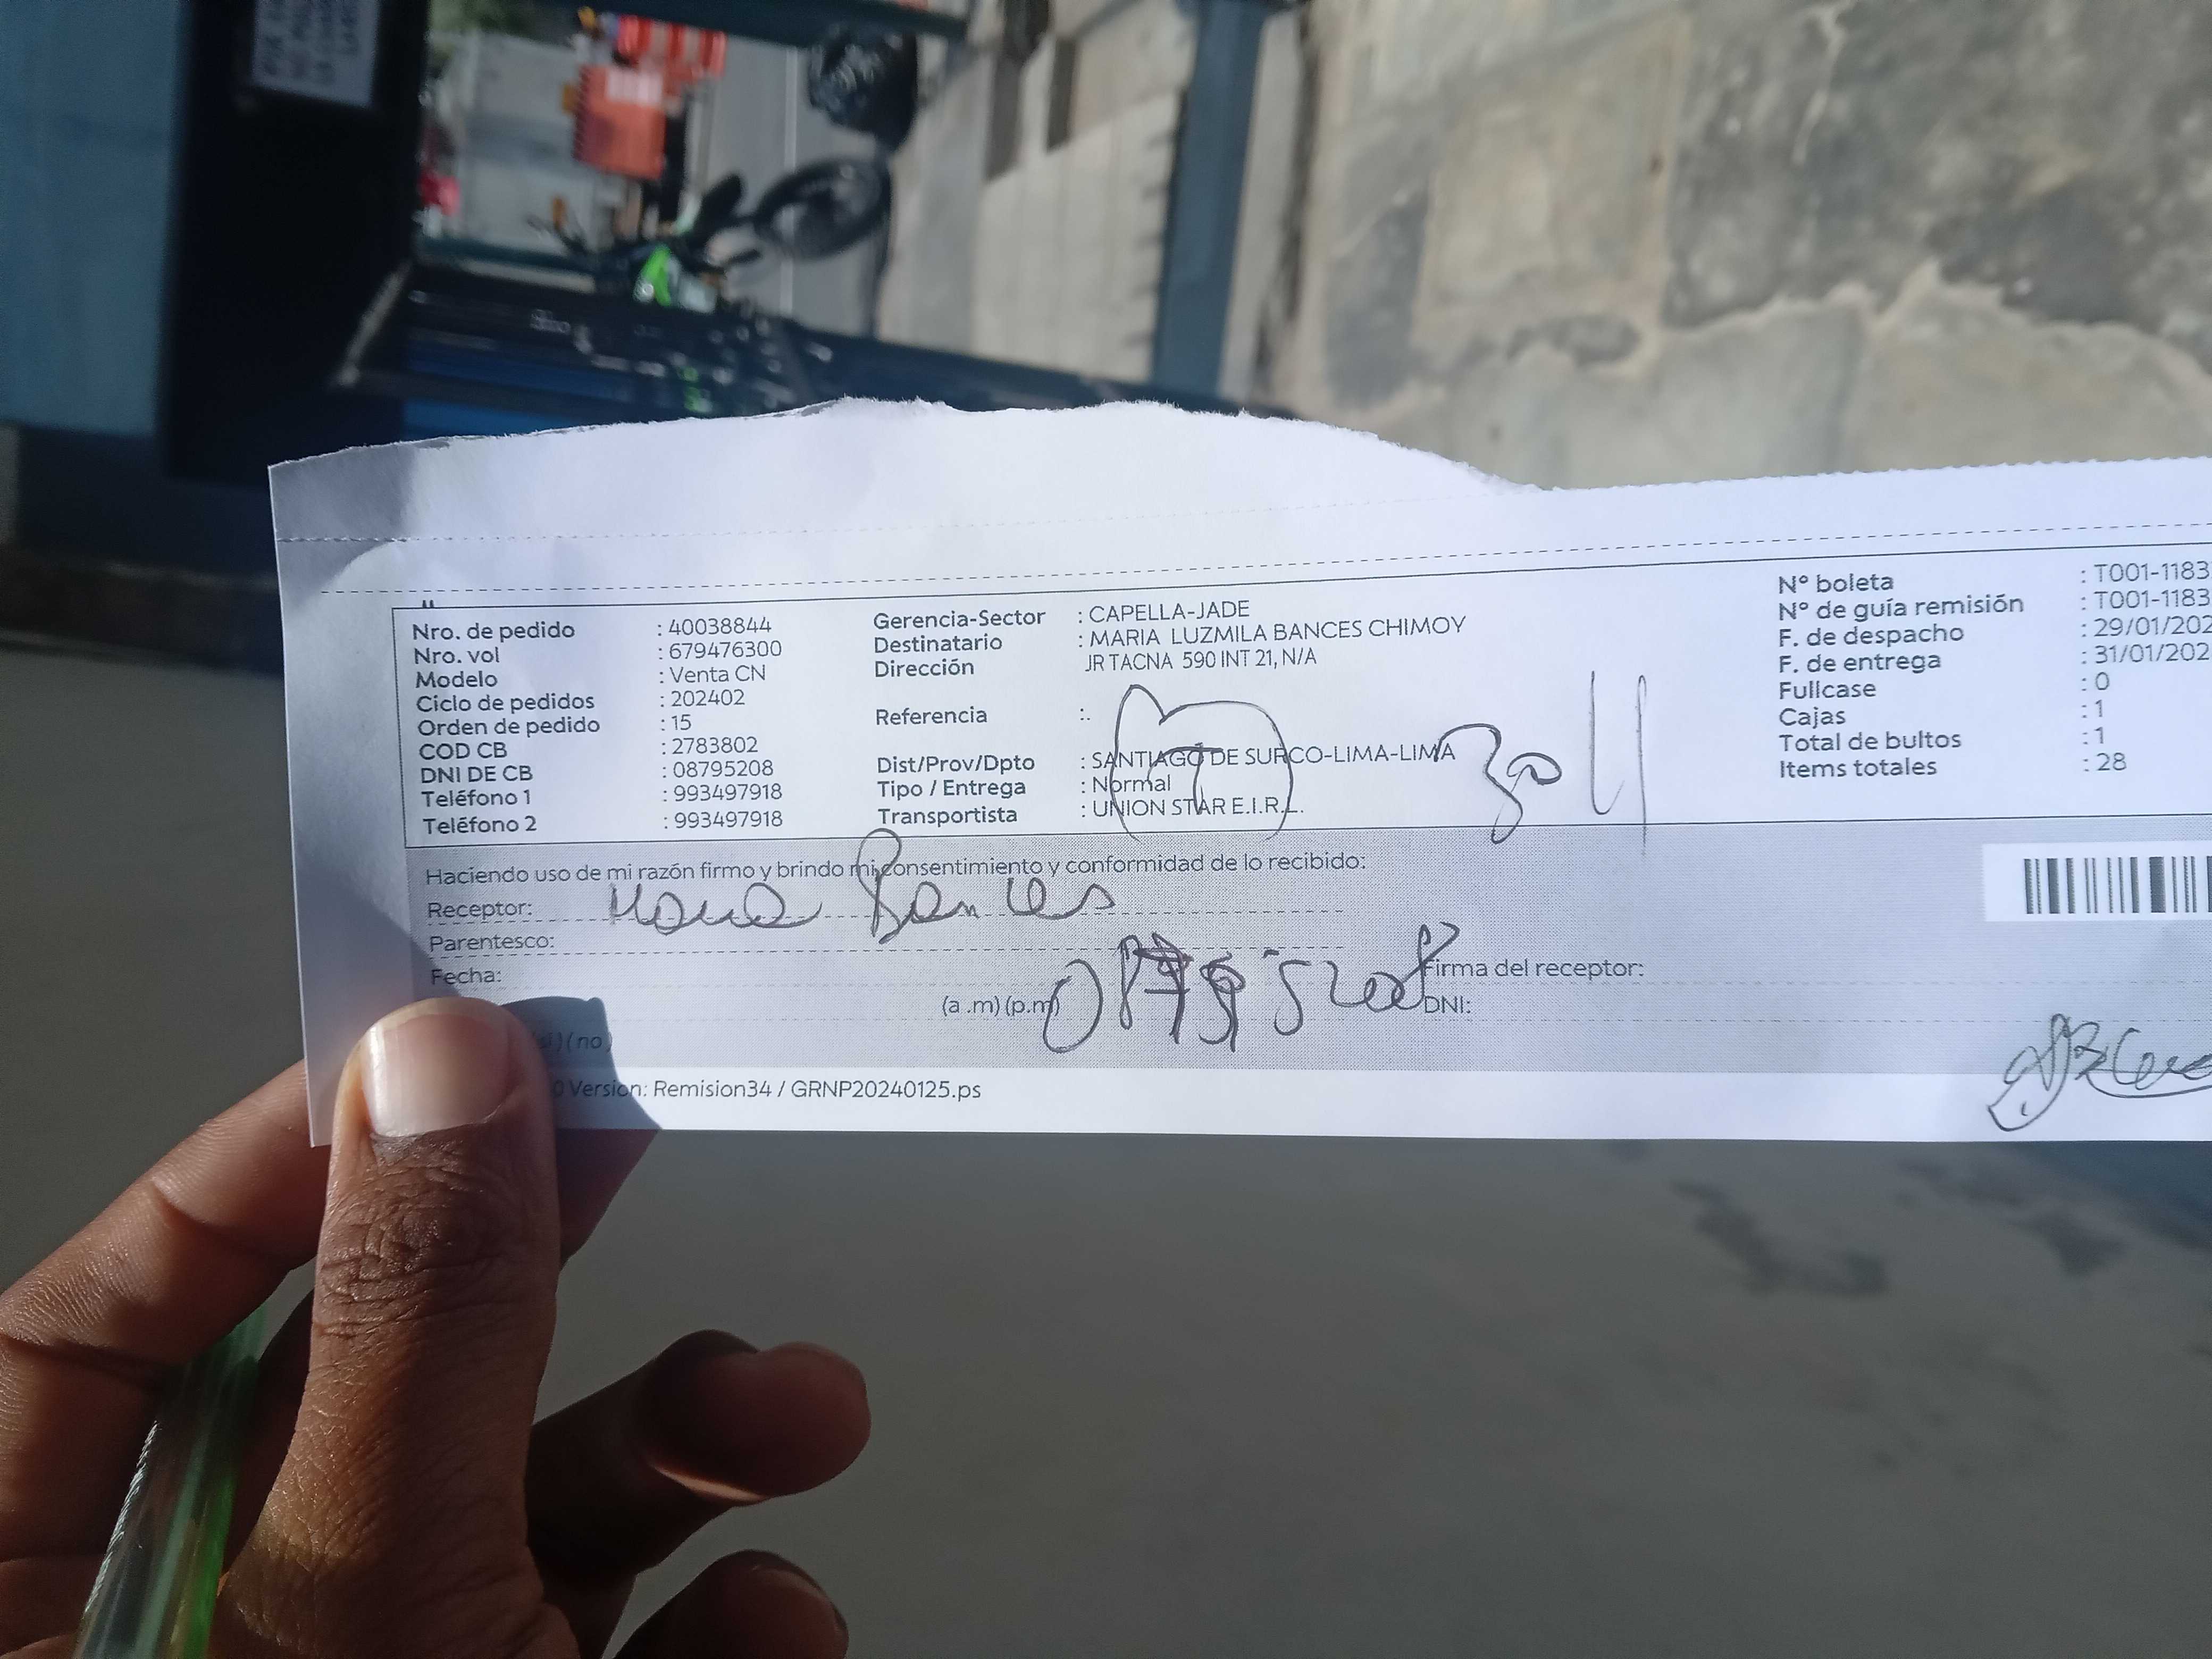 Nro. de pedido : 40038844
Nro. vol : 679476300
Modelo : Venta CN
Ciclo de pedidos : 202402
Orden de pedido : 15
COD CB : 2783802
DNI DE CB : 08795208
Teléfono 1 : 993497918
Teléfono 2 : 993497918
Gerencia-Sector : CAPELLA-JADE
Destinatario : MARIA LUZMILA BANCES CHIMOY
Dirección JR TACNA 590 INT 21, N/A
Referencia :.
Dist/Prov/Dpto : SANTIAGO DE SURCO-LIMA-LIMA
Tipo / Entrega : Normal
Transportista : UNION STAR E.I.R.L.
Nº boleta : T001-1183
Nº de guía remisión : T001-1183
F. de despacho : 29/01/202
F. de entrega : 31/01/202
Fullcase : 0
Cajas : 1
Total de bultos : 1
Items totales : 28
Haciendo uso de mi razón firmo y brindo mi consentimiento y conformidad de lo recibido:
Receptor: Maria Bances
Parentesco:
Fecha:
(a .m) (p.m)
Firma del receptor:
DNI:
(no)
Version: Remision34 / GRNP20240125.ps